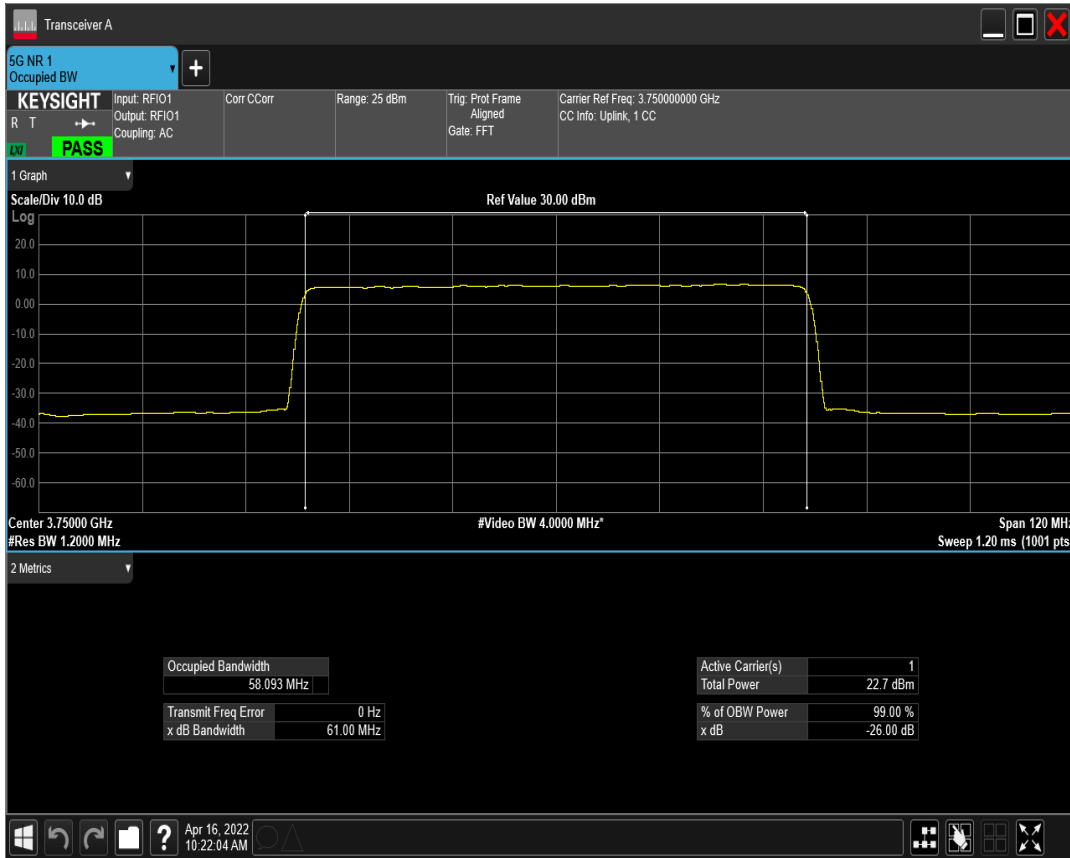 Transceiver A
5G NR 1
Occupied BW
+
KEYSIGHT
R T
LXI
PASS
Input: RFIO1
Output: RFIO1
Coupling: AC
Corr CCorr
Range: 25 dBm
Trig: Prot Frame
Aligned
Gate: FFT
Carrier Ref Freq: 3.750000000 GHz
CC Info: Uplink, 1 CC
1 Graph
Scale/Div 10.0 dB
Ref Value 30.00 dBm
Log
20.0
10.0
0.00
-10.0
-20.0
-30.0
-40.0
-50.0
-60.0
Center 3.75000 GHz
#Video BW 4.0000 MHz*
Span 120 MHz
#Res BW 1.2000 MHz
Sweep 1.20 ms (1001 pts
2 Metrics
Occupied Bandwidth
58.093 MHz
Transmit Freq Error 0 Hz
x dB Bandwidth 61.00 MHz
Active Carrier(s) 1
Total Power 22.7 dBm
% of OBW Power 99.00 %
x dB -26.00 dB
?
Apr 16, 2022
10:22:04 AM